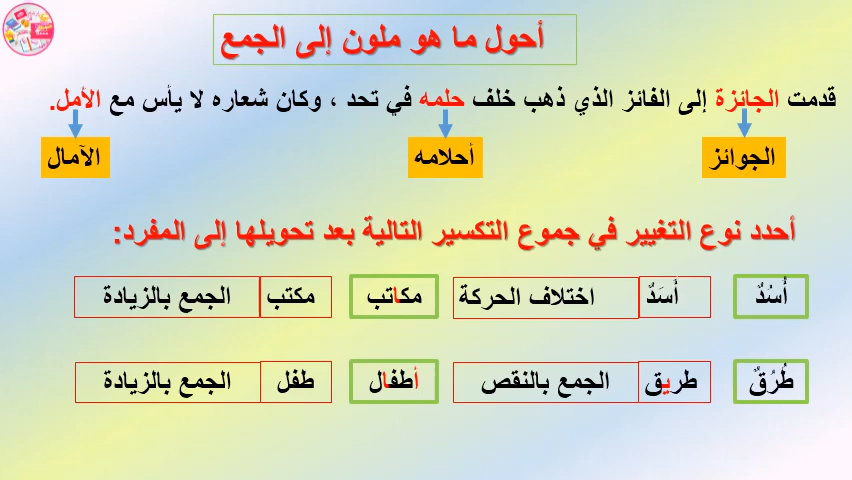 أحول ما هو ملون إلى الجمع
قدمت الجائزة إلى الفائز الذي ذهب خلف حلمه في تحد ، وكان شعاره لا يأس مع الأمل.
الجوائز أحلامه الآمال
أحدد نوع التغيير في جموع التكسير التالية بعد تحويلها إلى المفرد:
أُسُدٌ أَسَدٌ اختلاف الحركة مكاتب مكتب الجمع بالزيادة
طُرُقٌ طريق الجمع بالنقص أطفال طفل الجمع بالزيادة